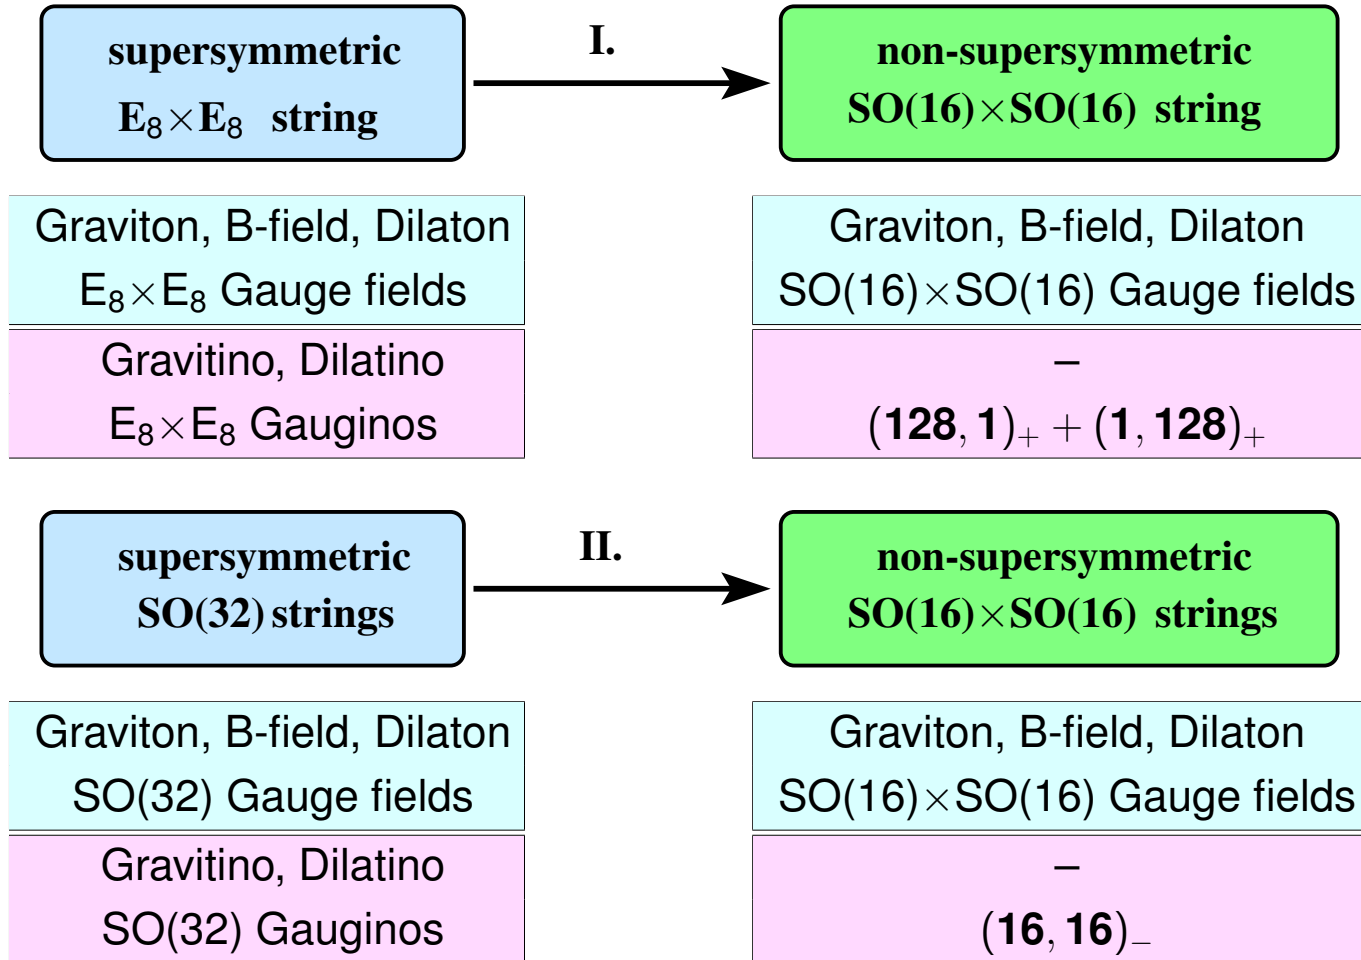 supersymmetric
E₈×E₈ string
I.
non-supersymmetric
SO(16)×SO(16) string
Graviton, B-field, Dilaton
E₈×E₈ Gauge fields
Gravitino, Dilatino
E₈×E₈ Gauginos
Graviton, B-field, Dilaton
SO(16)×SO(16) Gauge fields
–
(128, 1)₊ + (1, 128)₊
supersymmetric
SO(32) strings
II.
non-supersymmetric
SO(16)×SO(16) strings
Graviton, B-field, Dilaton
SO(32) Gauge fields
Gravitino, Dilatino
SO(32) Gauginos
Graviton, B-field, Dilaton
SO(16)×SO(16) Gauge fields
–
(16, 16)₋